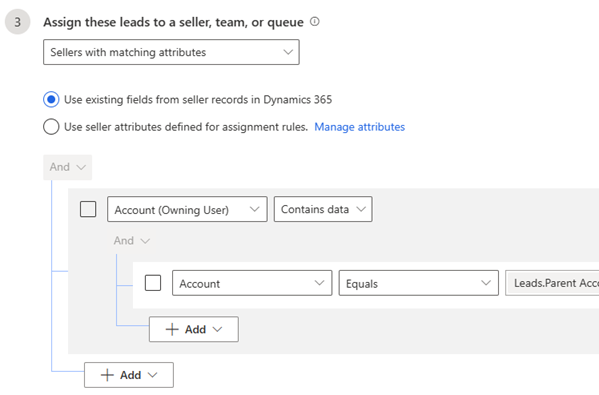 3 Assign these leads to a seller, team, or queue
Sellers with matching attributes
Use existing fields from seller records in Dynamics 365
Use seller attributes defined for assignment rules. Manage attributes
And
Account (Owning User) Contains data
And
Account Equals Leads.Parent Acco
Add
Add